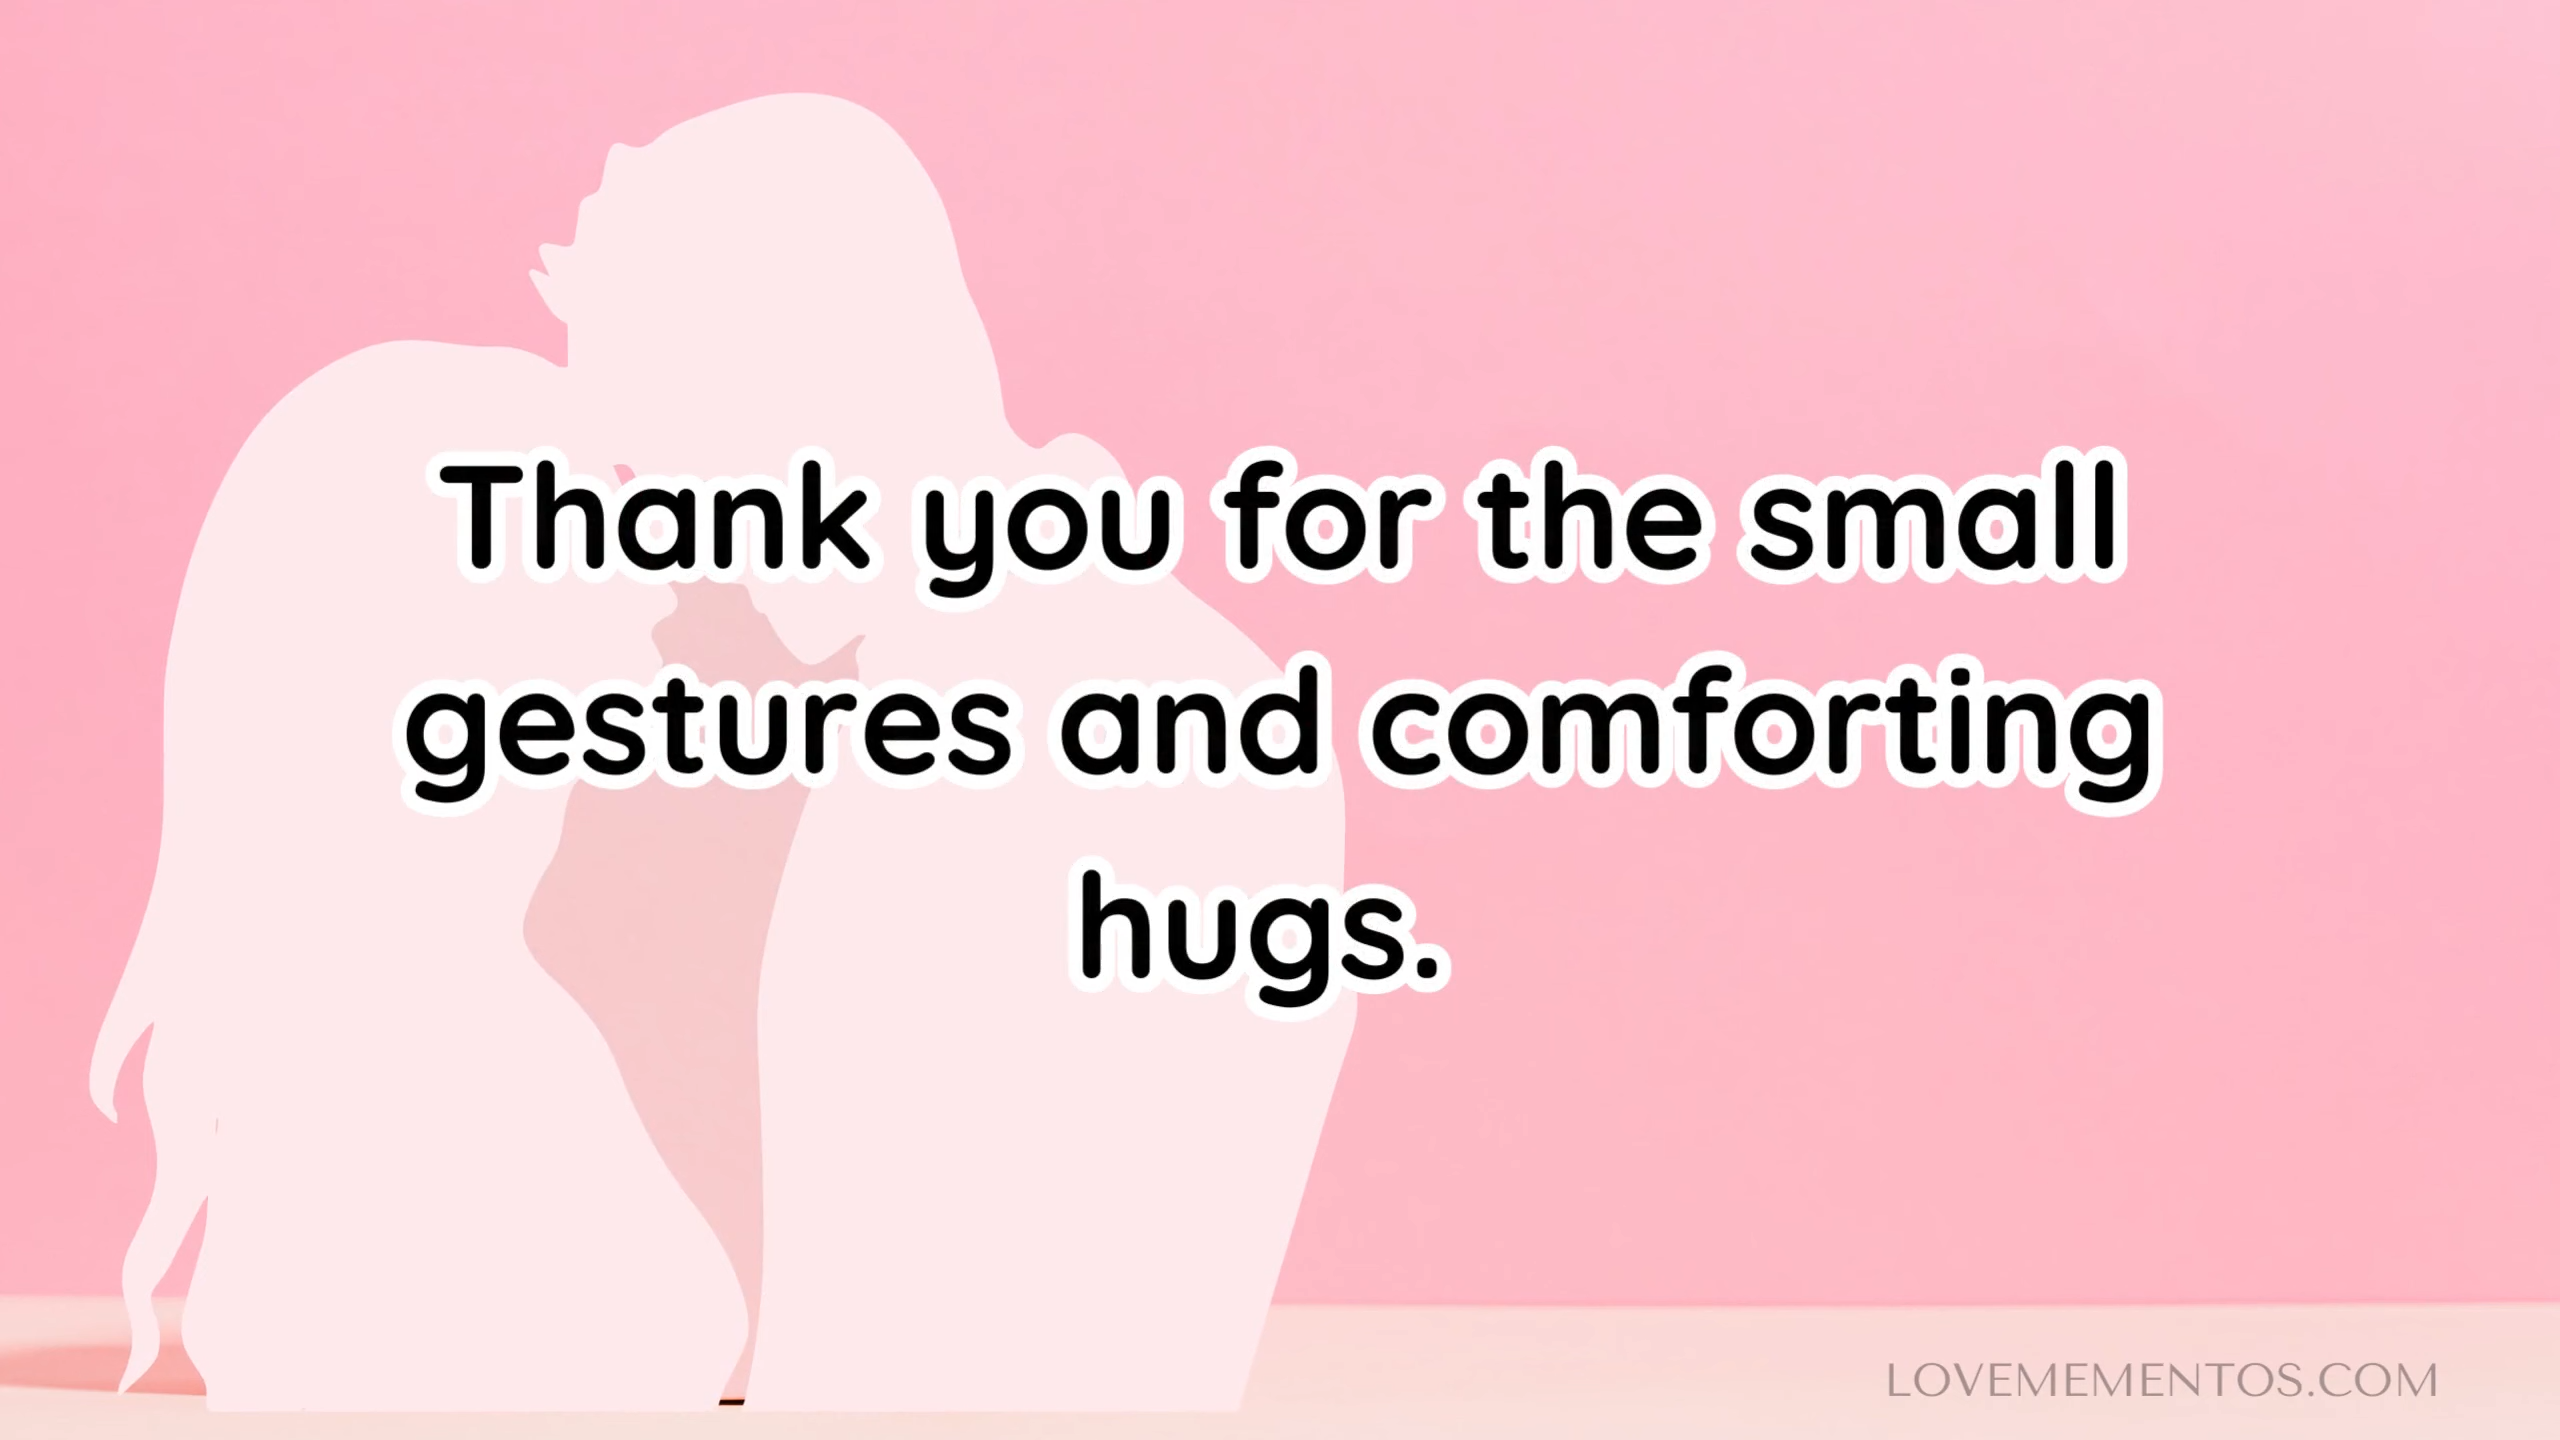 Thank you for the small
gestures and comforting
hugs.
LOVEMEMENTOS.COM